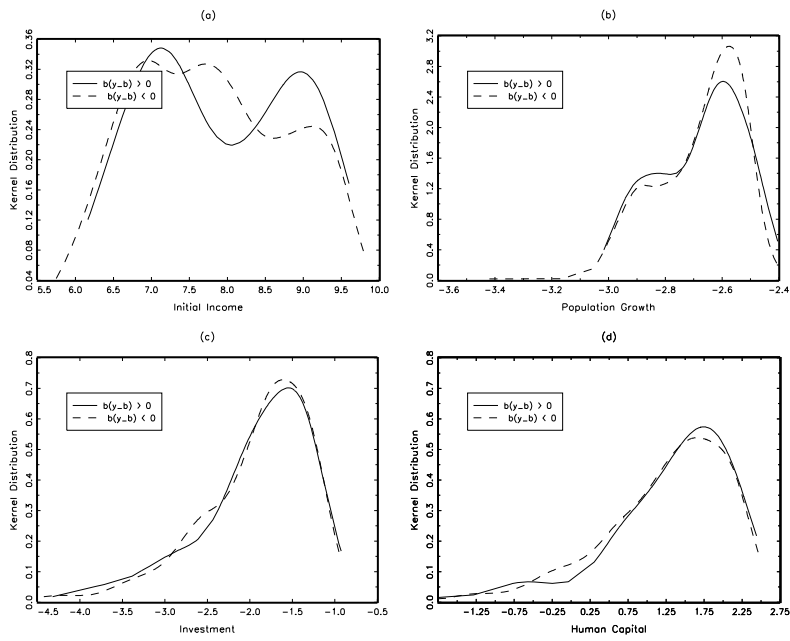 (a)
Kernel Distribution
0.36
0.32
0.28
0.24
0.20
0.16
0.12
0.08
0.04
b(y_b) > 0
b(y_b) < 0
5.5 6.0 6.5 7.0 7.5 8.0 8.5 9.0 9.5 10.0
Initial Income
(b)
Kernel Distribution
3.2
2.8
2.4
2.0
1.6
1.2
0.8
0.4
0.0
b(y_b) > 0
b(y_b) < 0
-3.6 -3.4 -3.2 -3.0 -2.8 -2.6 -2.4
Population Growth
(c)
Kernel Distribution
0.8
0.7
0.6
0.5
0.4
0.3
0.2
0.1
0.0
b(y_b) > 0
b(y_b) < 0
-4.5 -4.0 -3.5 -3.0 -2.5 -2.0 -1.5 -1.0 -0.5
Investment
(d)
Kernel Distribution
0.8
0.7
0.6
0.5
0.4
0.3
0.2
0.1
0.0
b(y_b) > 0
b(y_b) < 0
-1.25 -0.75 -0.25 0.25 0.75 1.25 1.75 2.25 2.75
Human Capital